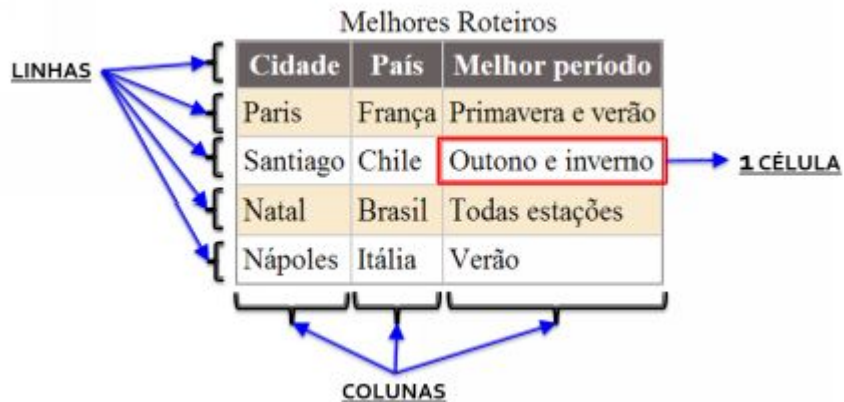 Melhores Roteiros
LINHAS
Cidade País Melhor período
Paris França Primavera e verão
Santiago Chile Outono e inverno
1 CÉLULA
Natal Brasil Todas estações
Nápoles Itália Verão
COLUNAS